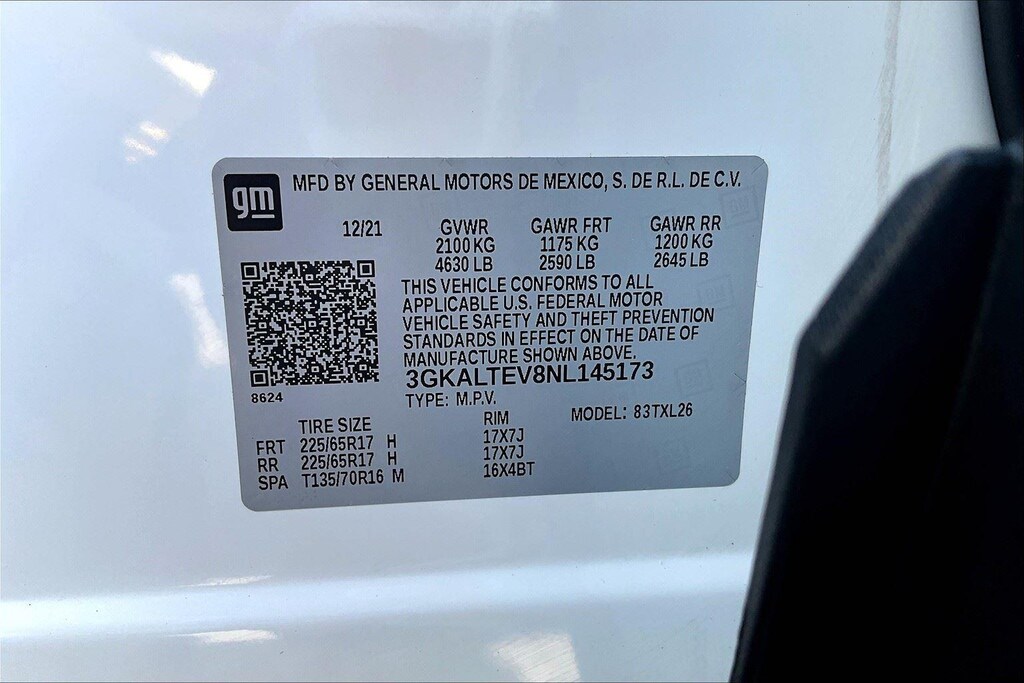 gm MFD BY GENERAL MOTORS DE MEXICO, S. DE R.L. DE C.V.
12/21 GVWR GAWR FRT GAWR RR
2100 KG 1175 KG 1200 KG
4630 LB 2590 LB 2645 LB
THIS VEHICLE CONFORMS TO ALL
APPLICABLE U.S. FEDERAL MOTOR
VEHICLE SAFETY AND THEFT PREVENTION
STANDARDS IN EFFECT ON THE DATE OF
MANUFACTURE SHOWN ABOVE.
3GKALTEV8NL145173
8624
TYPE: M.P.V. MODEL: 83TXL26
TIRE SIZE RIM
FRT 225/65R17 H 17X7J
RR 225/65R17 H 17X7J
SPA T135/70R16 M 16X4BT